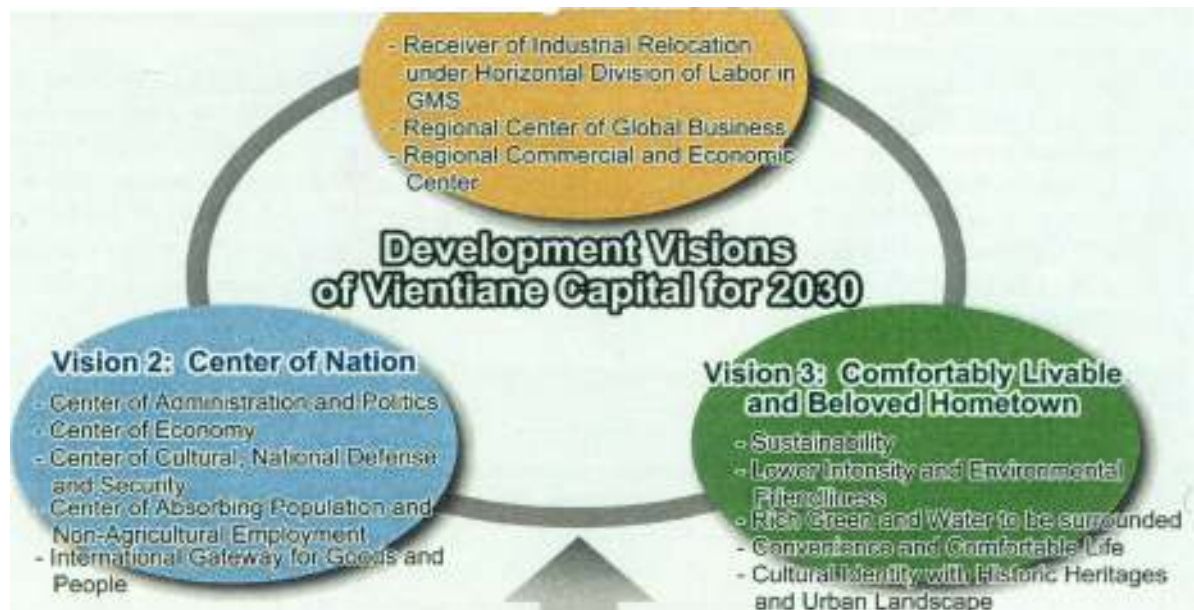 - Receiver of Industrial Relocation
under Horizontal Division of Labor in
GMS
- Regional Center of Global Business
- Regional Commercial and Economic
Center
Development Visions
of Vientiane Capital for 2030
Vision 2: Center of Nation
- Center of Administration and Politics
- Center of Economy
- Center of Cultural, National Defense
and Security
- Center of Absorbing Population and
Non-Agricultural Employment
- International Gateway for Goods and
People
Vision 3: Comfortably Livable
and Beloved Hometown
- Sustainability
- Lower Intensity and Environmental
Friendliness
- Rich Green and Water to be surrounded
- Convenience and Comfortable Life
- Cultural Identity with Historic Heritages
and Urban Landscape